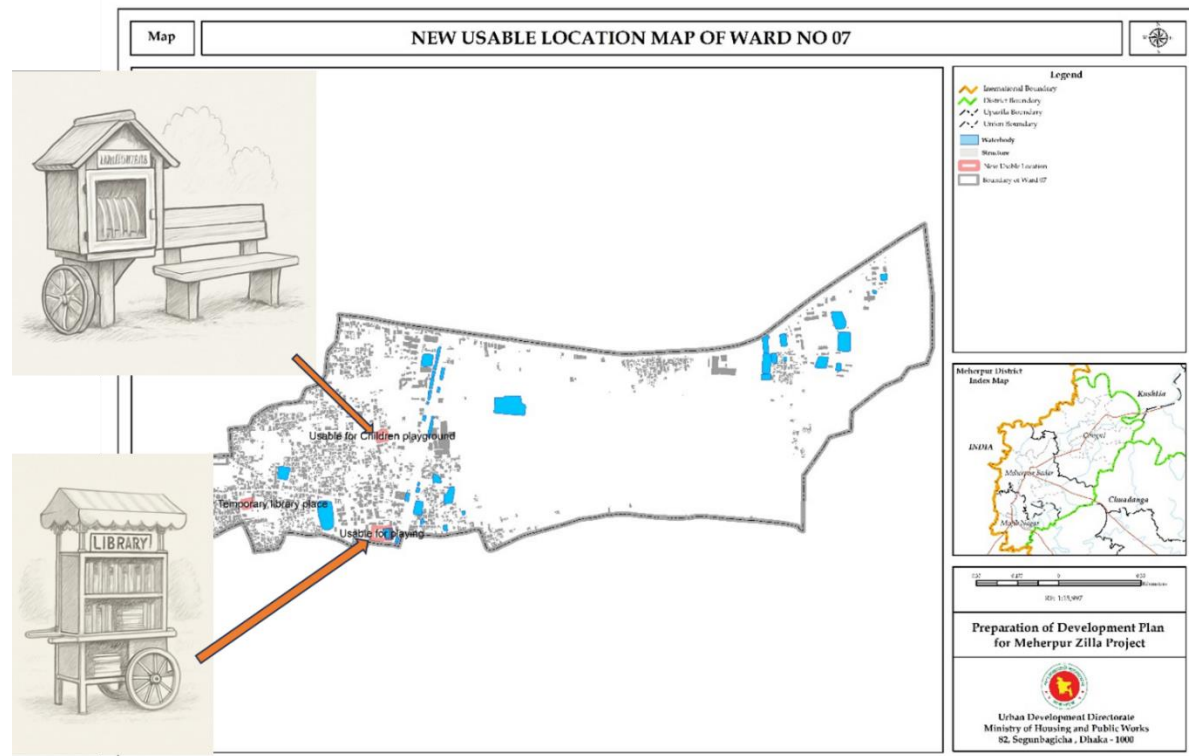 Map
NEW USABLE LOCATION MAP OF WARD NO 07
Legend
International Boundary
District Boundary
Upazila Boundary
Union Boundary
Waterbody
Structure
New Usable Location
Boundary of Ward 07
Usable for Children playground
Temporary library place
Usable for playing
LIBRARY
Meherpur District
Index Map
Kushtia
INDIA
Gangni
Meherpur Sadar
Chuadanga
Mujib Nagar
0
Kilometers
Preparation of Development Plan
for Meherpur Zilla Project
Urban Development Directorate
Ministry of Housing and Public Works
82, Segunbagicha , Dhaka - 1000